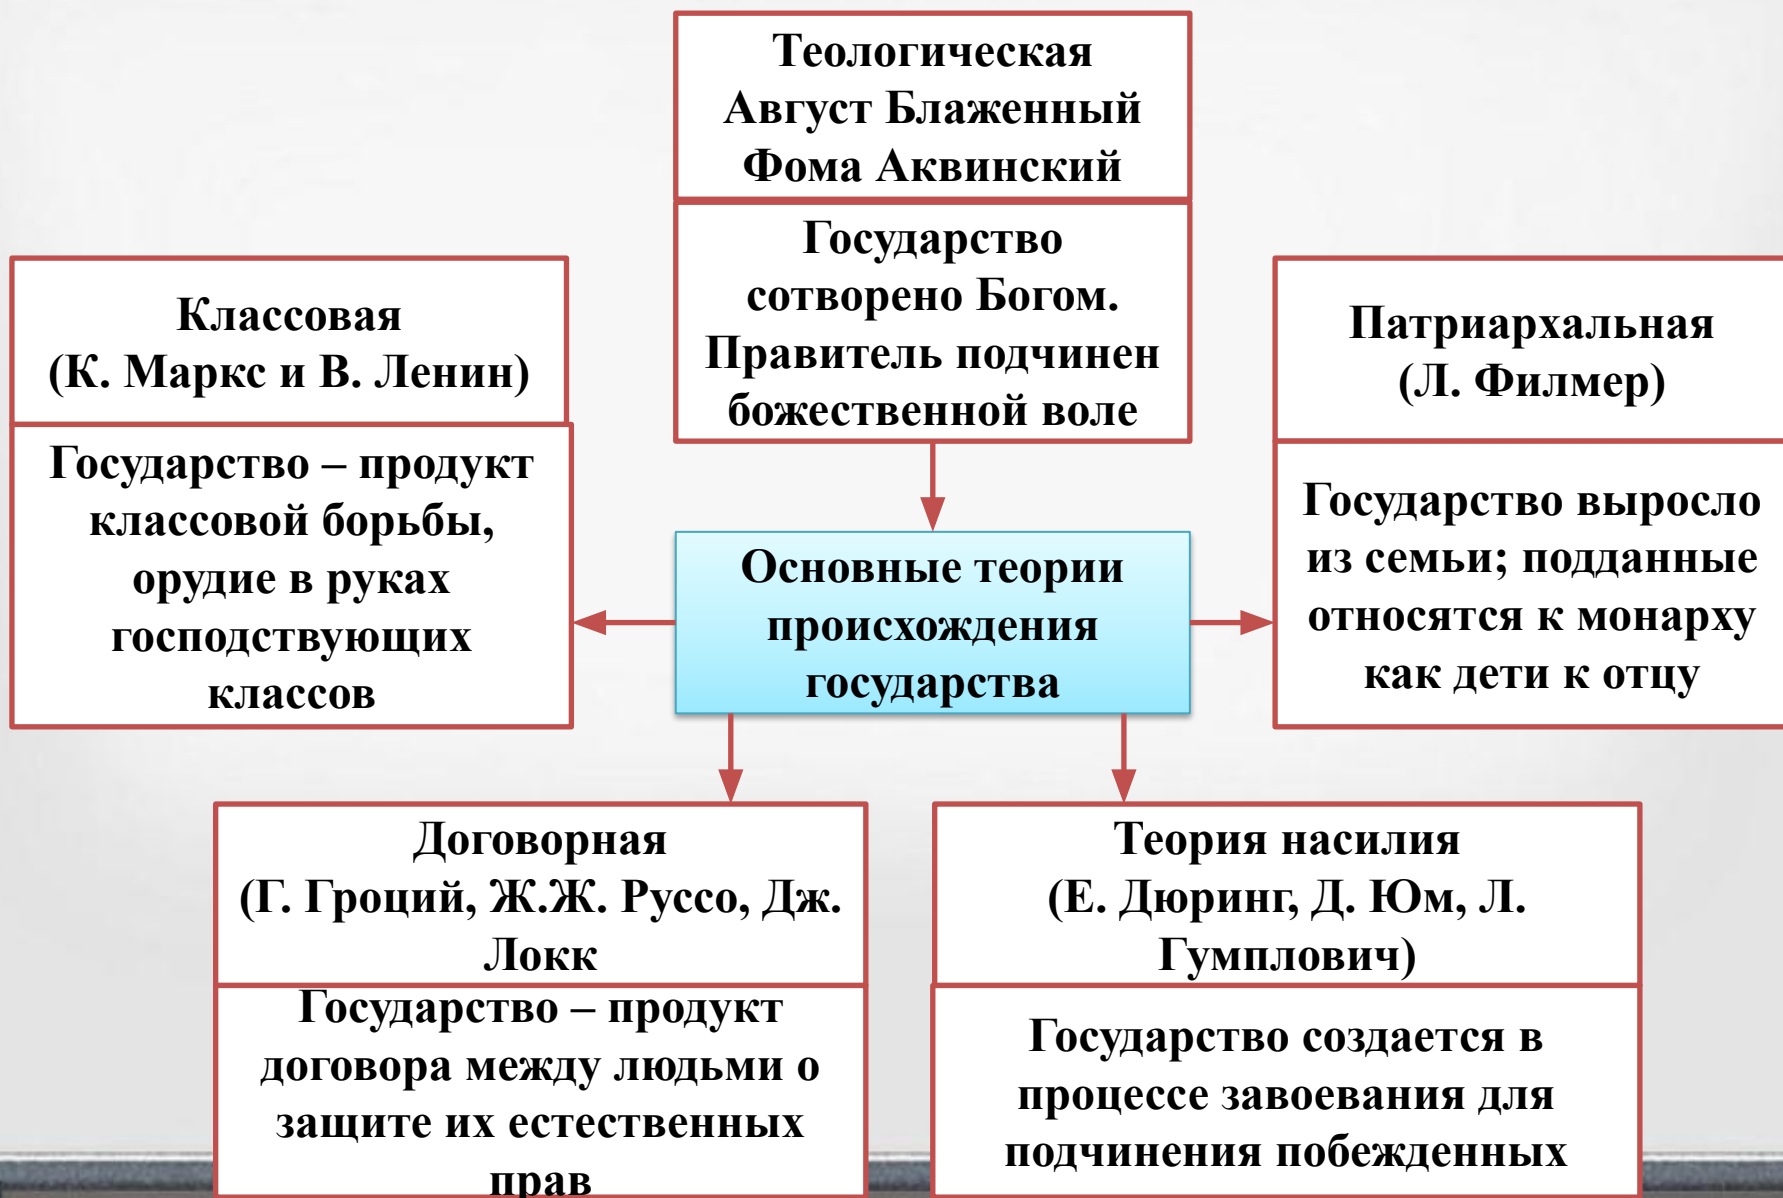 Теологическая
Август Блаженный
Фома Аквинский
Государство
сотворено Богом.
Правитель подчинен
божественной воле
Классовая
(К. Маркс и В. Ленин)
Государство – продукт
классовой борьбы,
орудие в руках
господствующих
классов
Патриархальная
(Л. Филмер)
Государство выросло
из семьи; подданные
относятся к монарху
как дети к отцу
Основные теории
происхождения
государства
Договорная
(Г. Гроций, Ж.Ж. Руссо, Дж.
Локк
Государство – продукт
договора между людьми о
защите их естественных
прав
Теория насилия
(Е. Дюринг, Д. Юм, Л.
Гумплович)
Государство создается в
процессе завоевания для
подчинения побежденных